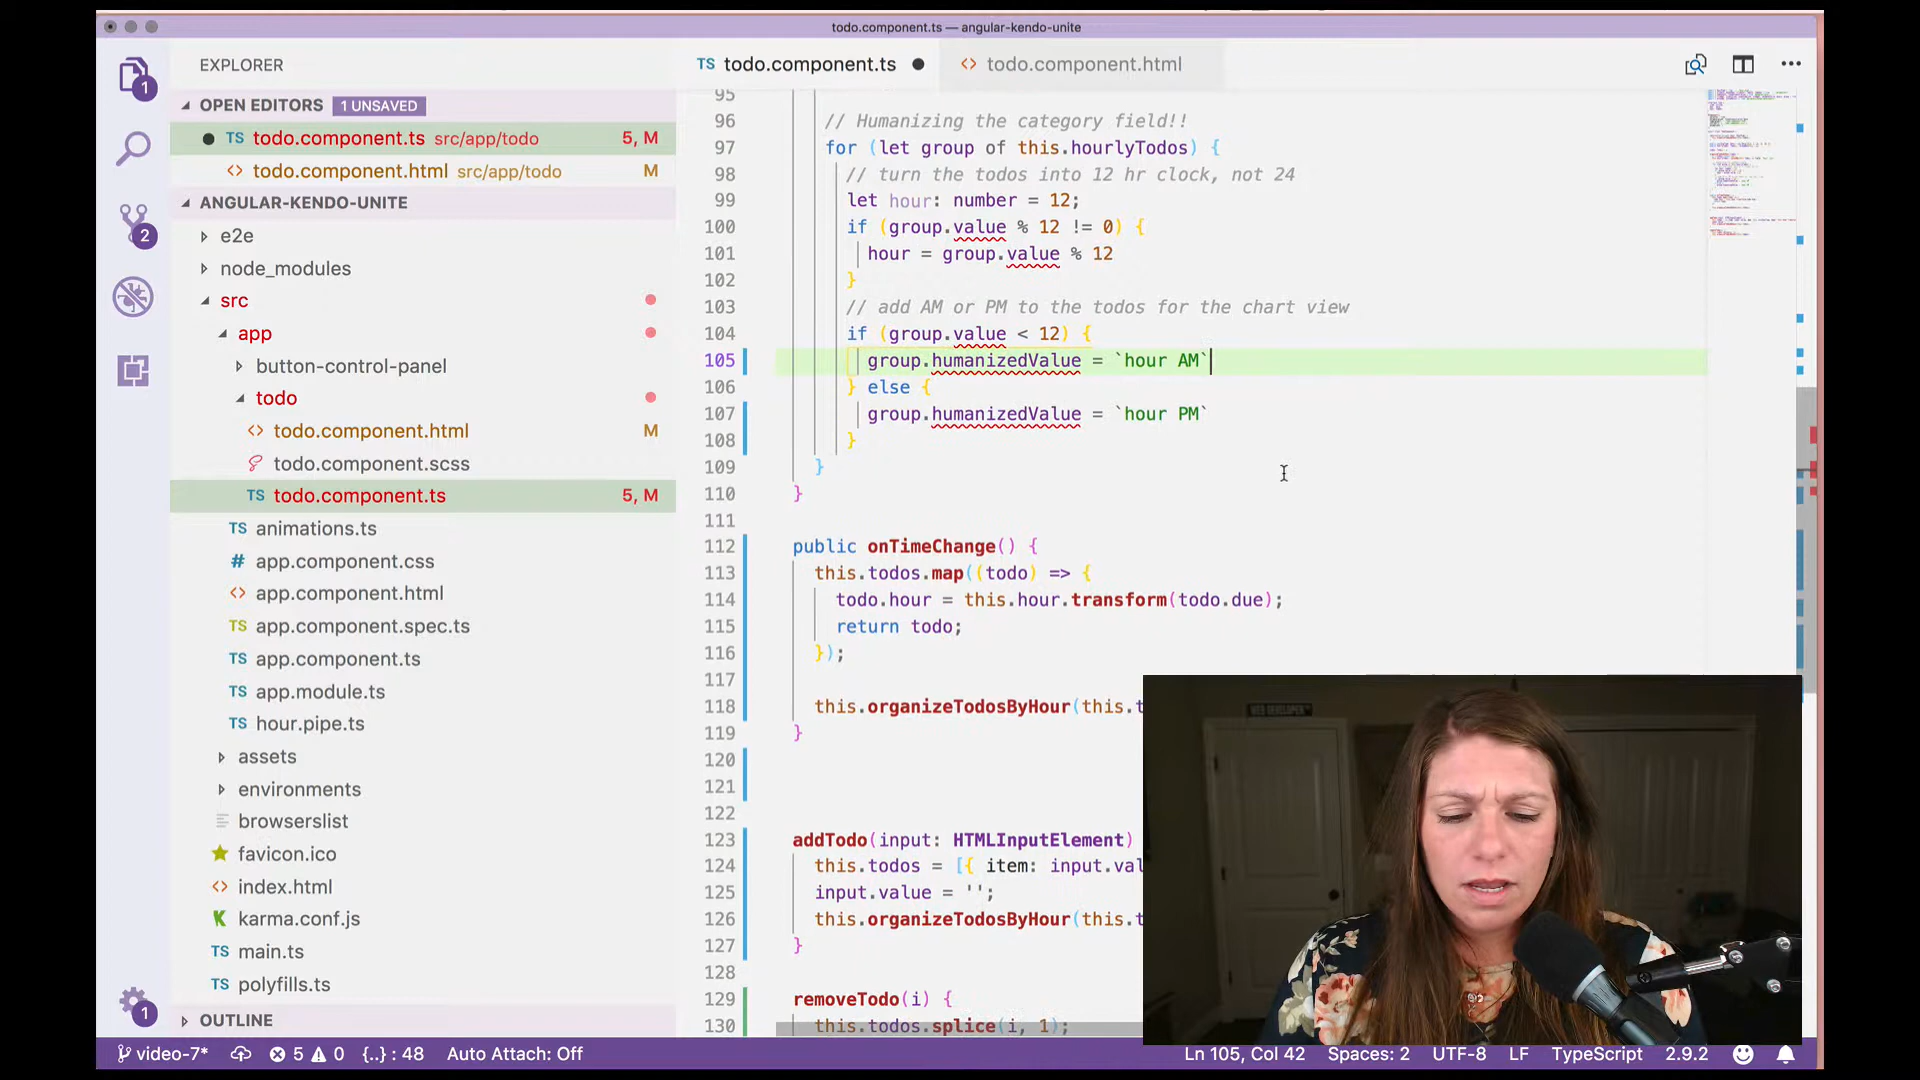 todo.component.ts — angular-kendo-unite
EXPLORER
TS todo.component.ts
<> todo.component.html
OPEN EDITORS 1 UNSAVED
TS todo.component.ts src/app/todo 5, M
<> todo.component.html src/app/todo M
ANGULAR-KENDO-UNITE
e2e
node_modules
src
app
button-control-panel
todo
<> todo.component.html M
todo.component.scss
TS todo.component.ts 5, M
TS animations.ts
# app.component.css
<> app.component.html
TS app.component.spec.ts
TS app.component.ts
TS app.module.ts
TS hour.pipe.ts
assets
environments
browserslist
favicon.ico
<> index.html
K karma.conf.js
TS main.ts
TS polyfills.ts
OUTLINE
1
2
1
95
96 // Humanizing the category field!!
97 for (let group of this.hourlyTodos) {
98 // turn the todos into 12 hr clock, not 24
99 let hour: number = 12;
100 if (group.value % 12 != 0) {
101 hour = group.value % 12
102 }
103 // add AM or PM to the todos for the chart view
104 if (group.value < 12) {
105 group.humanizedValue = `hour AM`
106 } else {
107 group.humanizedValue = `hour PM`
108 }
109 }
110 }
111
112 public onTimeChange() {
113 this.todos.map((todo) => {
114 todo.hour = this.hour.transform(todo.due);
115 return todo;
116 });
117
118 this.organizeTodosByHour(this.t
119 }
120
121
122
123 addTodo(input: HTMLInputElement)
124 this.todos = [{ item: input.val
125 input.value = '';
126 this.organizeTodosByHour(this.t
127 }
128
129 removeTodo(i) {
130 this.todos.splice(i, 1);
video-7* 5 0 {..} : 48 Auto Attach: Off Ln 105, Col 42 Spaces: 2 UTF-8 LF TypeScript 2.9.2